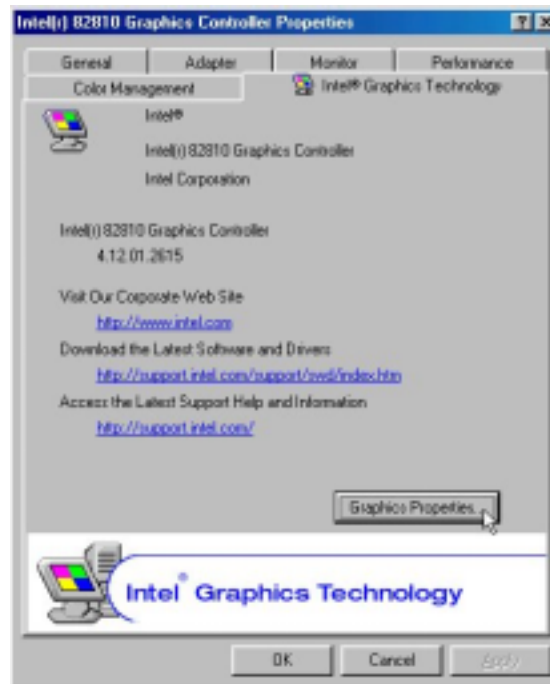 Intel(r) 82810 Graphics Controller Properties
General Adapter Monitor Performance
Color Management Intel® Graphics Technology
Intel®
Intel(r) 82810 Graphics Controller
Intel Corporation
Intel(r) 82810 Graphics Controller
4.12.01.2615
Visit Our Corporate Web Site
http://www.intel.com
Download the Latest Software and Drivers
http://support.intel.com/support/swd/index.htm
Access the Latest Support Help and Information
http://support.intel.com/
Graphics Properties...
Intel® Graphics Technology
OK Cancel Apply